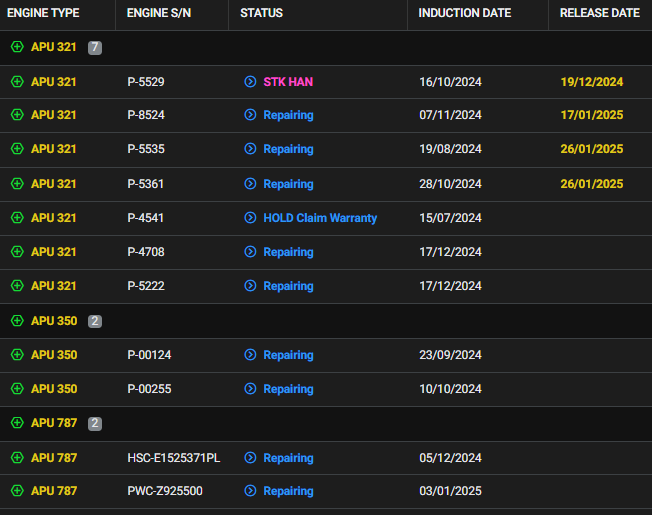 ENGINE TYPE ENGINE S/N STATUS INDUCTION DATE RELEASE DATE
APU 321 7
APU 321 P-5529 STK HAN 16/10/2024 19/12/2024
APU 321 P-8524 Repairing 07/11/2024 17/01/2025
APU 321 P-5535 Repairing 19/08/2024 26/01/2025
APU 321 P-5361 Repairing 28/10/2024 26/01/2025
APU 321 P-4541 HOLD Claim Warranty 15/07/2024
APU 321 P-4708 Repairing 17/12/2024
APU 321 P-5222 Repairing 17/12/2024
APU 350 2
APU 350 P-00124 Repairing 23/09/2024
APU 350 P-00255 Repairing 10/10/2024
APU 787 2
APU 787 HSC-E1525371PL Repairing 05/12/2024
APU 787 PWC-Z925500 Repairing 03/01/2025